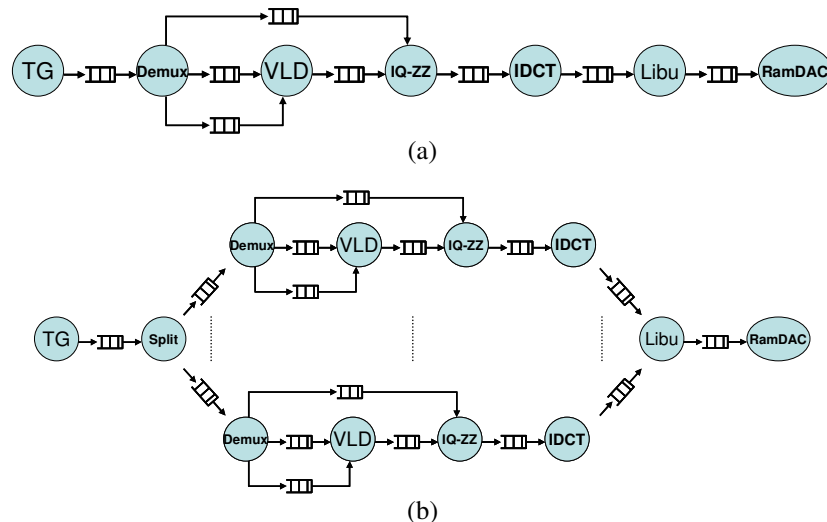 TG Demux VLD IQ-ZZ IDCT Libu RamDAC
(a)
Demux VLD IQ-ZZ IDCT
TG Split Libu RamDAC
Demux VLD IQ-ZZ IDCT
(b)